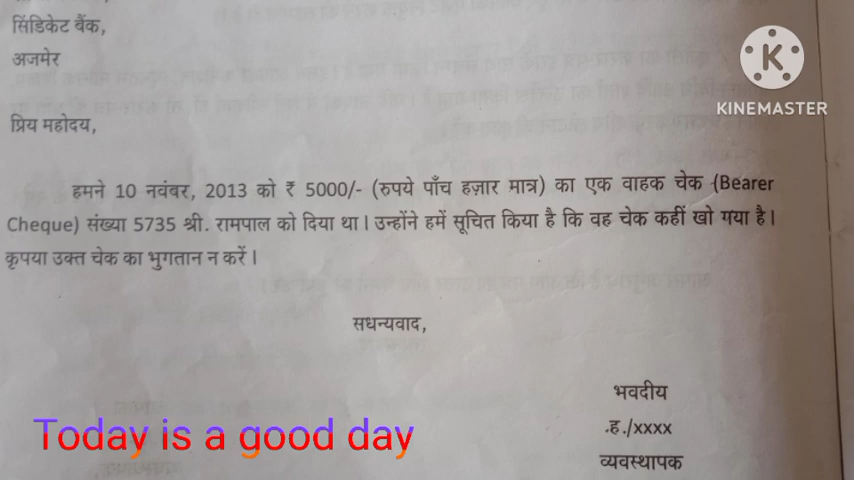 सिंडिकेट बैंक,
अजमेर
KINEMASTER
प्रिय महोदय,
हमने 10 नवंबर, 2013 को ₹ 5000/- (रुपये पाँच हज़ार मात्र) का एक वाहक चेक (Bearer
Cheque) संख्या 5735 श्री. रामपाल को दिया था। उन्होंने हमें सूचित किया है कि वह चेक कहीं खो गया है।
कृपया उक्त चेक का भुगतान न करें।
सधन्यवाद,
भवदीय
Today is a good day
.ह./xxxx
व्यवस्थापक